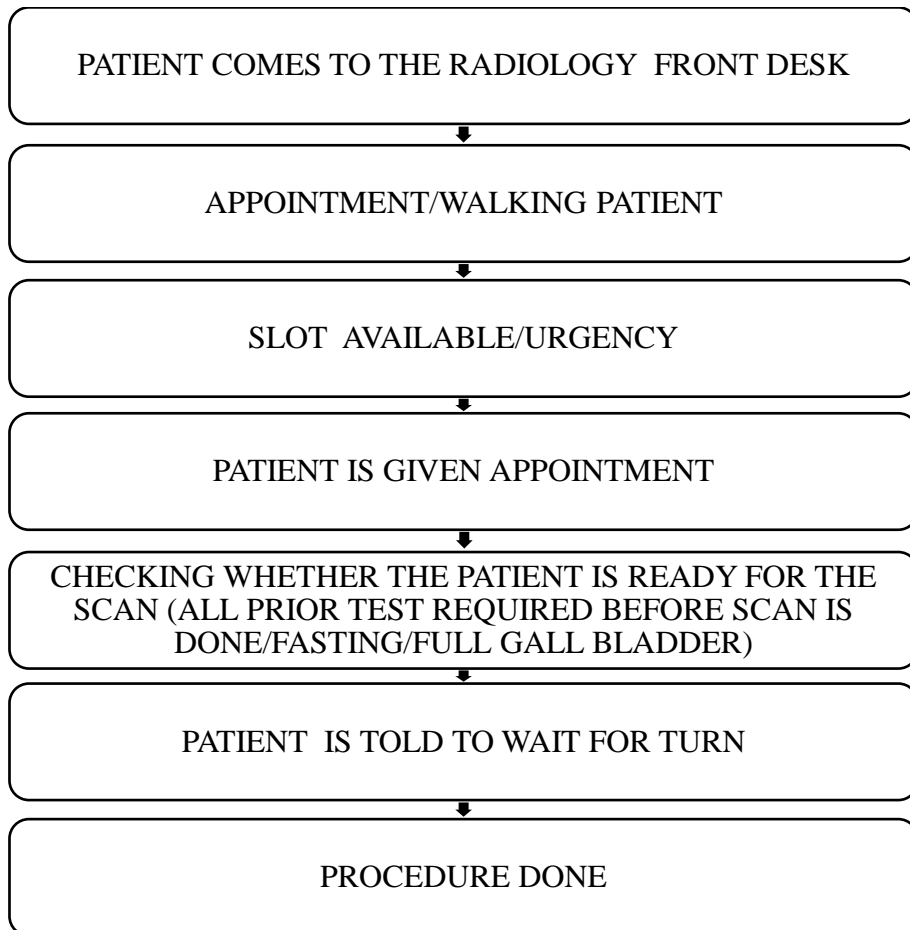 PATIENT COMES TO THE RADIOLOGY FRONT DESK
APPOINTMENT/WALKING PATIENT
SLOT AVAILABLE/URGENCY
PATIENT IS GIVEN APPOINTMENT
CHECKING WHETHER THE PATIENT IS READY FOR THE
SCAN (ALL PRIOR TEST REQUIRED BEFORE SCAN IS
DONE/FASTING/FULL GALL BLADDER)
PATIENT IS TOLD TO WAIT FOR TURN
PROCEDURE DONE